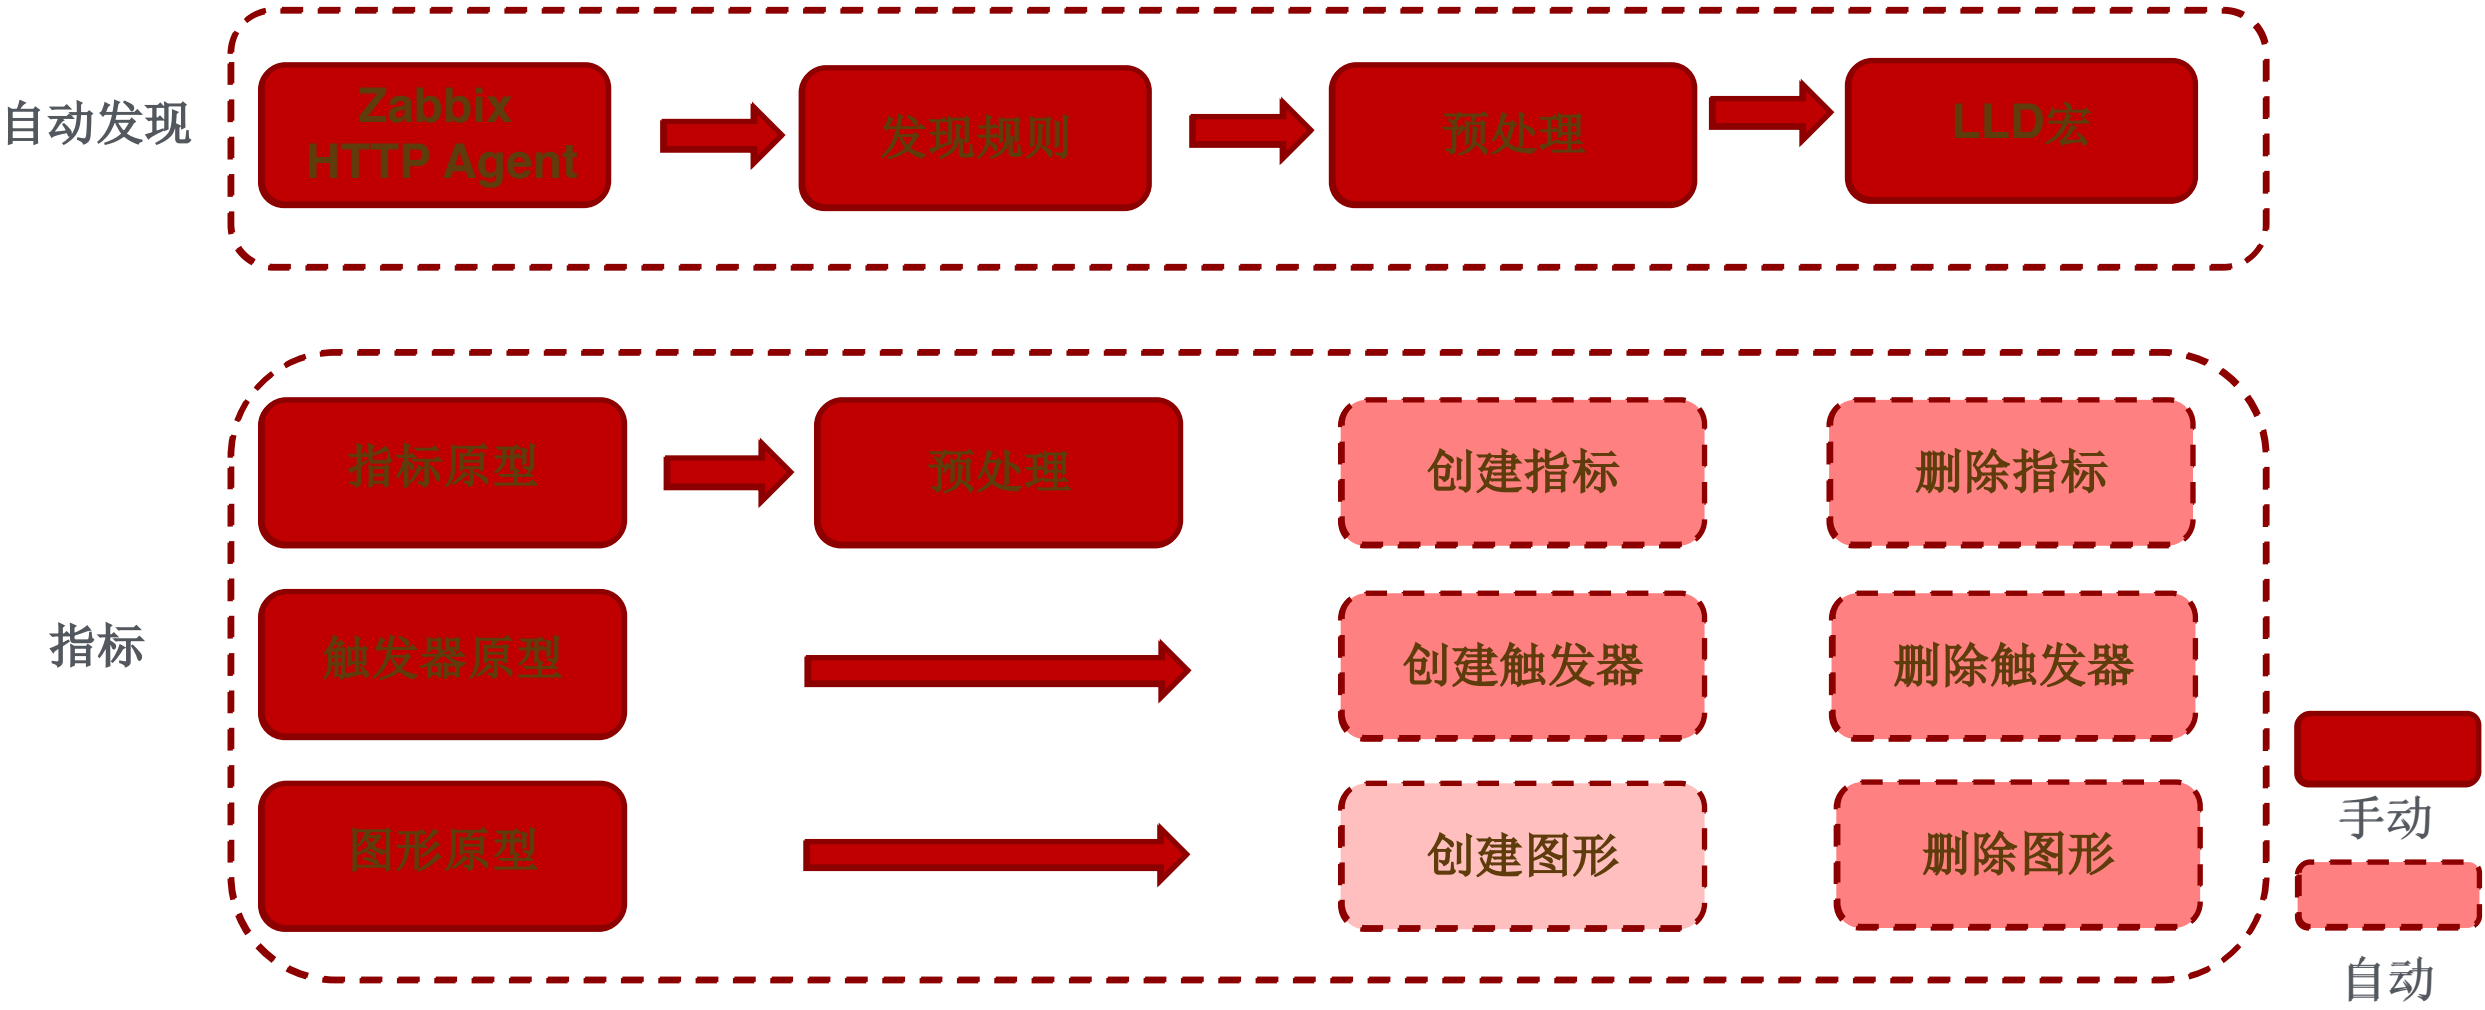 自动发现
Zabbix
HTTP Agent
发现规则
预处理
LLD宏
指标
指标原型
预处理
创建指标
删除指标
触发器原型
创建触发器
删除触发器
图形原型
创建图形
删除图形
手动
自动